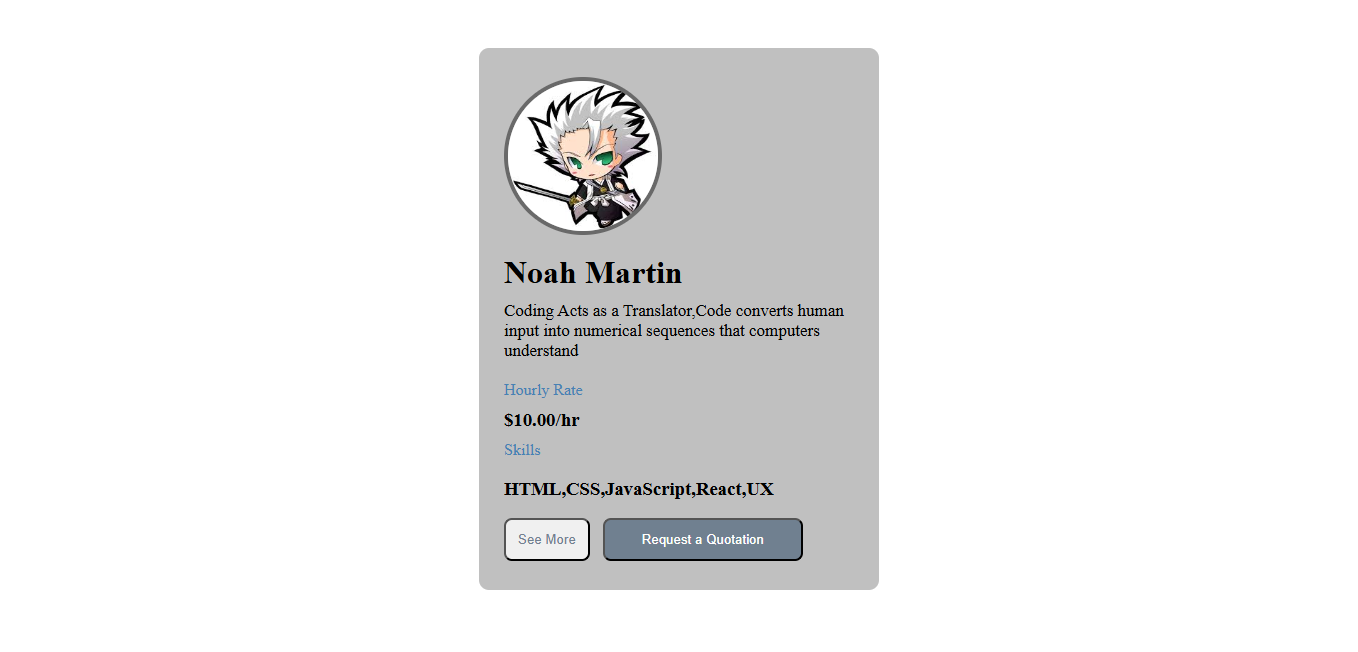 Noah Martin
Coding Acts as a Translator,Code converts human
input into numerical sequences that computers
understand
Hourly Rate
$10.00/hr
Skills
HTML,CSS,JavaScript,React,UX
See More
Request a Quotation